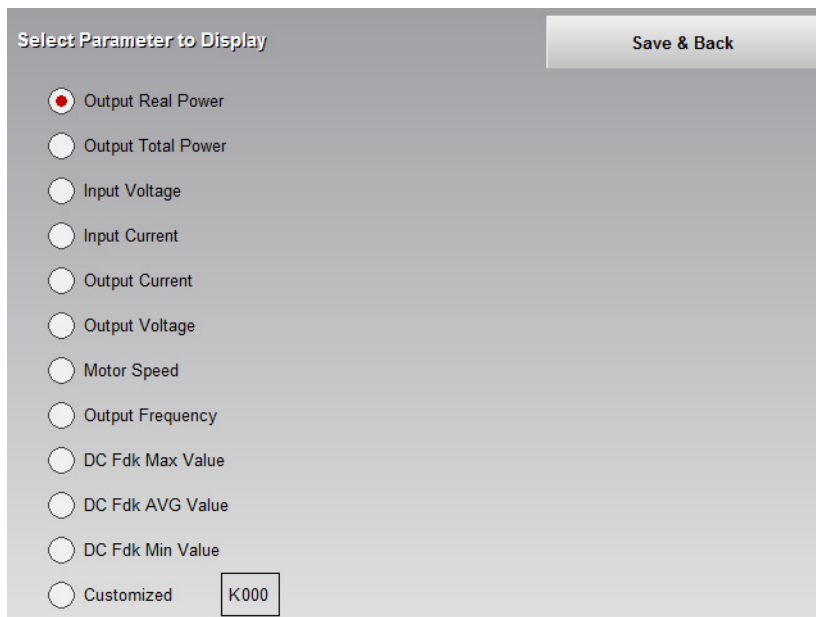 Select Parameter to Display
Save & Back
Output Real Power
Output Total Power
Input Voltage
Input Current
Output Current
Output Voltage
Motor Speed
Output Frequency
DC Fdk Max Value
DC Fdk AVG Value
DC Fdk Min Value
Customized K000